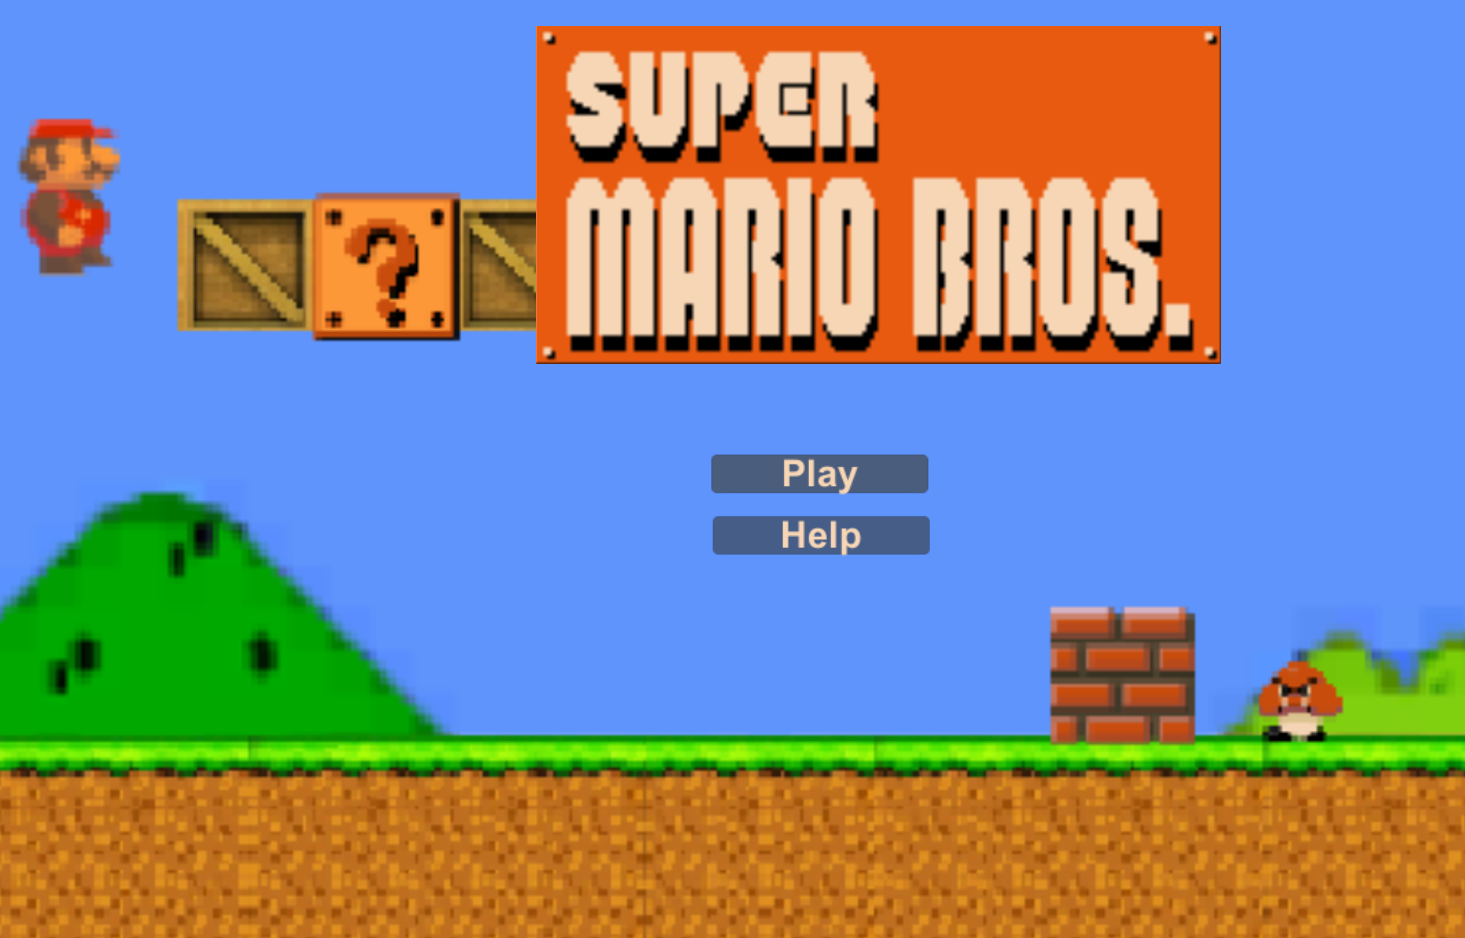 ?
SUPER
MARIO BROS.
Play
Help